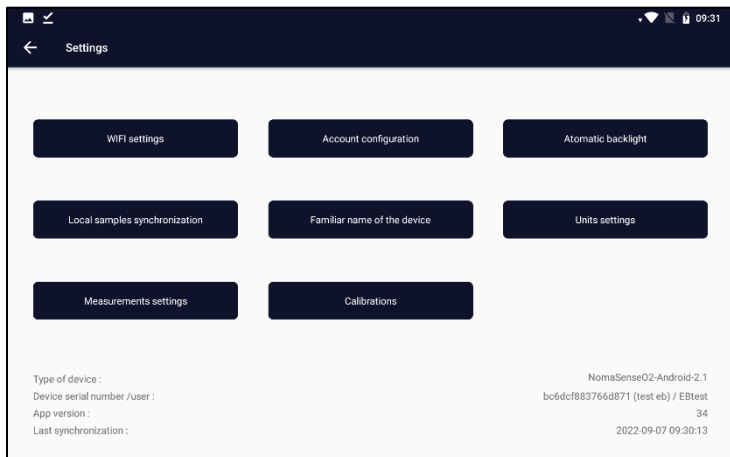 09:31
Settings
WIFI settings Account configuration Atomatic backlight
Local samples synchronization Familiar name of the device Units settings
Measurements settings Calibrations
Type of device : NomaSenseO2-Android-2.1
Device serial number /user : bc6dcf883766d871 (test eb) / EBtest
App version : 34
Last synchronization : 2022-09-07 09:30:13